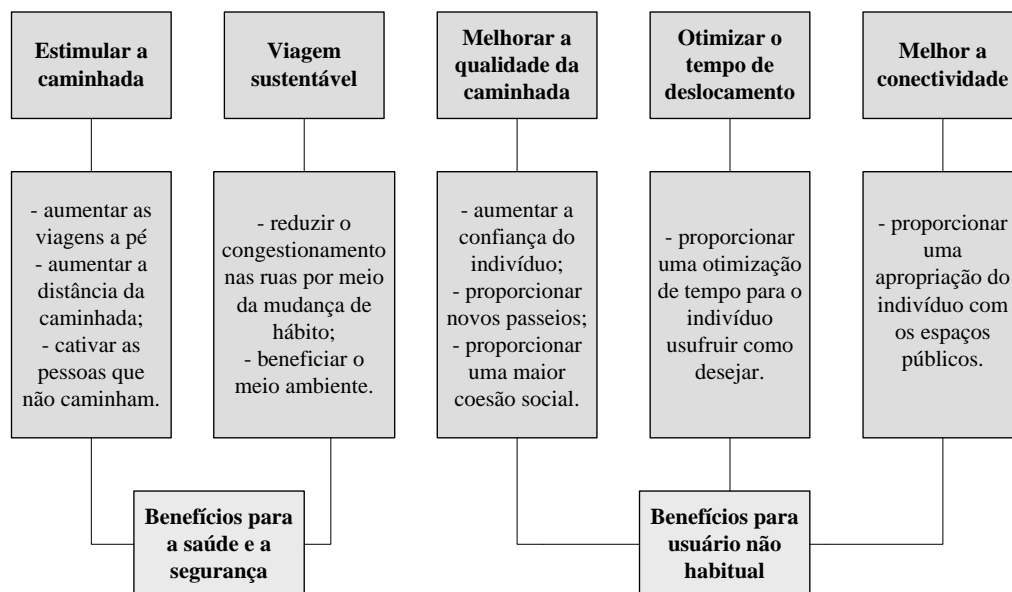 Estimular a
caminhada
Viagem
sustentável
Melhorar a
qualidade da
caminhada
Otimizar o
tempo de
deslocamento
Melhor a
conectividade
- aumentar as
viagens a pé
- aumentar a
distância da
caminhada;
- cativar as
pessoas que
não caminham.
- reduzir o
congestionamento
nas ruas por meio
da mudança de
hábito;
- beneficiar o
meio ambiente.
- aumentar a
confiança do
indivíduo;
- proporcionar
novos passeios;
- proporcionar
uma maior
coesão social.
- proporcionar
uma otimização
de tempo para o
indivíduo
usufruir como
desejar.
- proporcionar
uma
apropriação do
indivíduo com
os espaços
públicos.
Benefícios para
a saúde e a
segurança
Benefícios para
usuário não
habitual